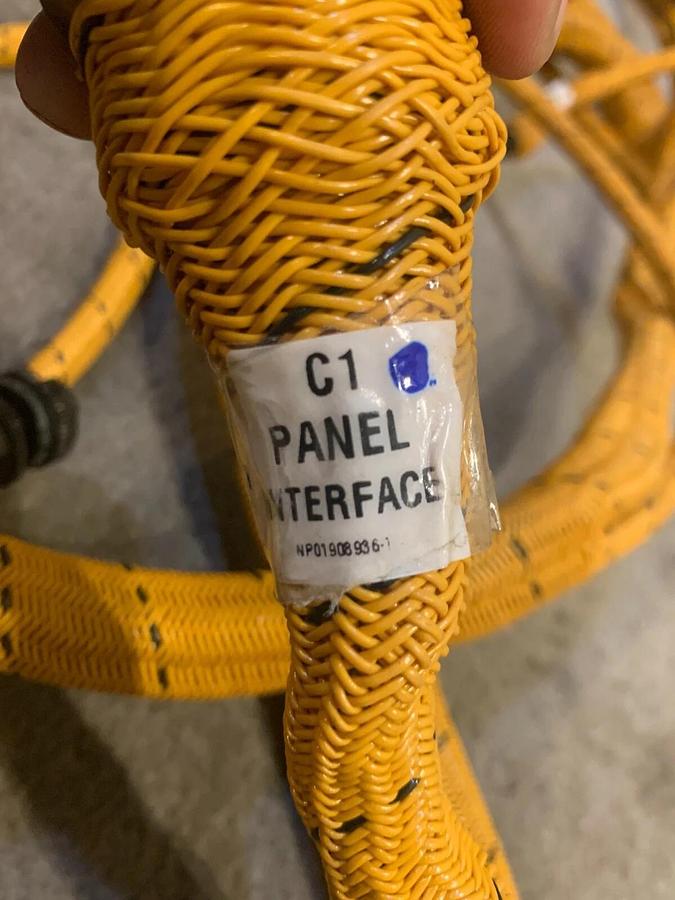 C1
PANEL
NTERFACE
NP01908936-1